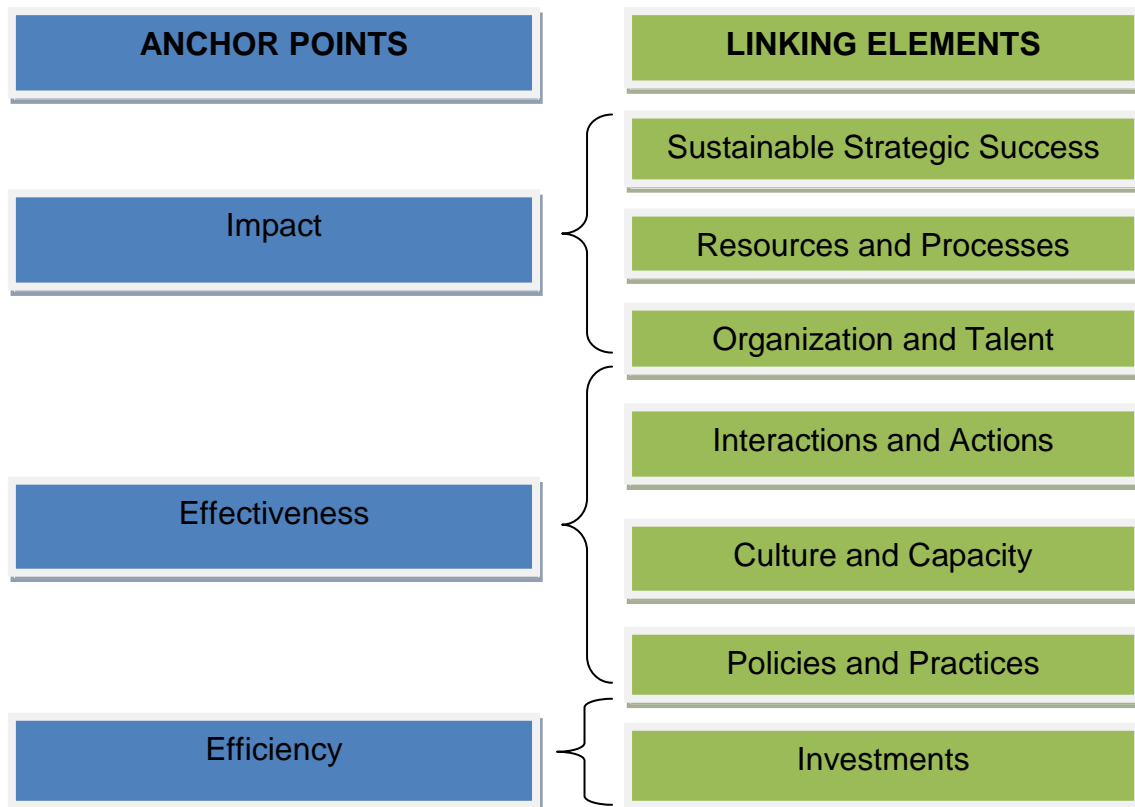 ANCHOR POINTS
LINKING ELEMENTS
Impact
Sustainable Strategic Success
Resources and Processes
Organization and Talent
Effectiveness
Interactions and Actions
Culture and Capacity
Policies and Practices
Efficiency
Investments